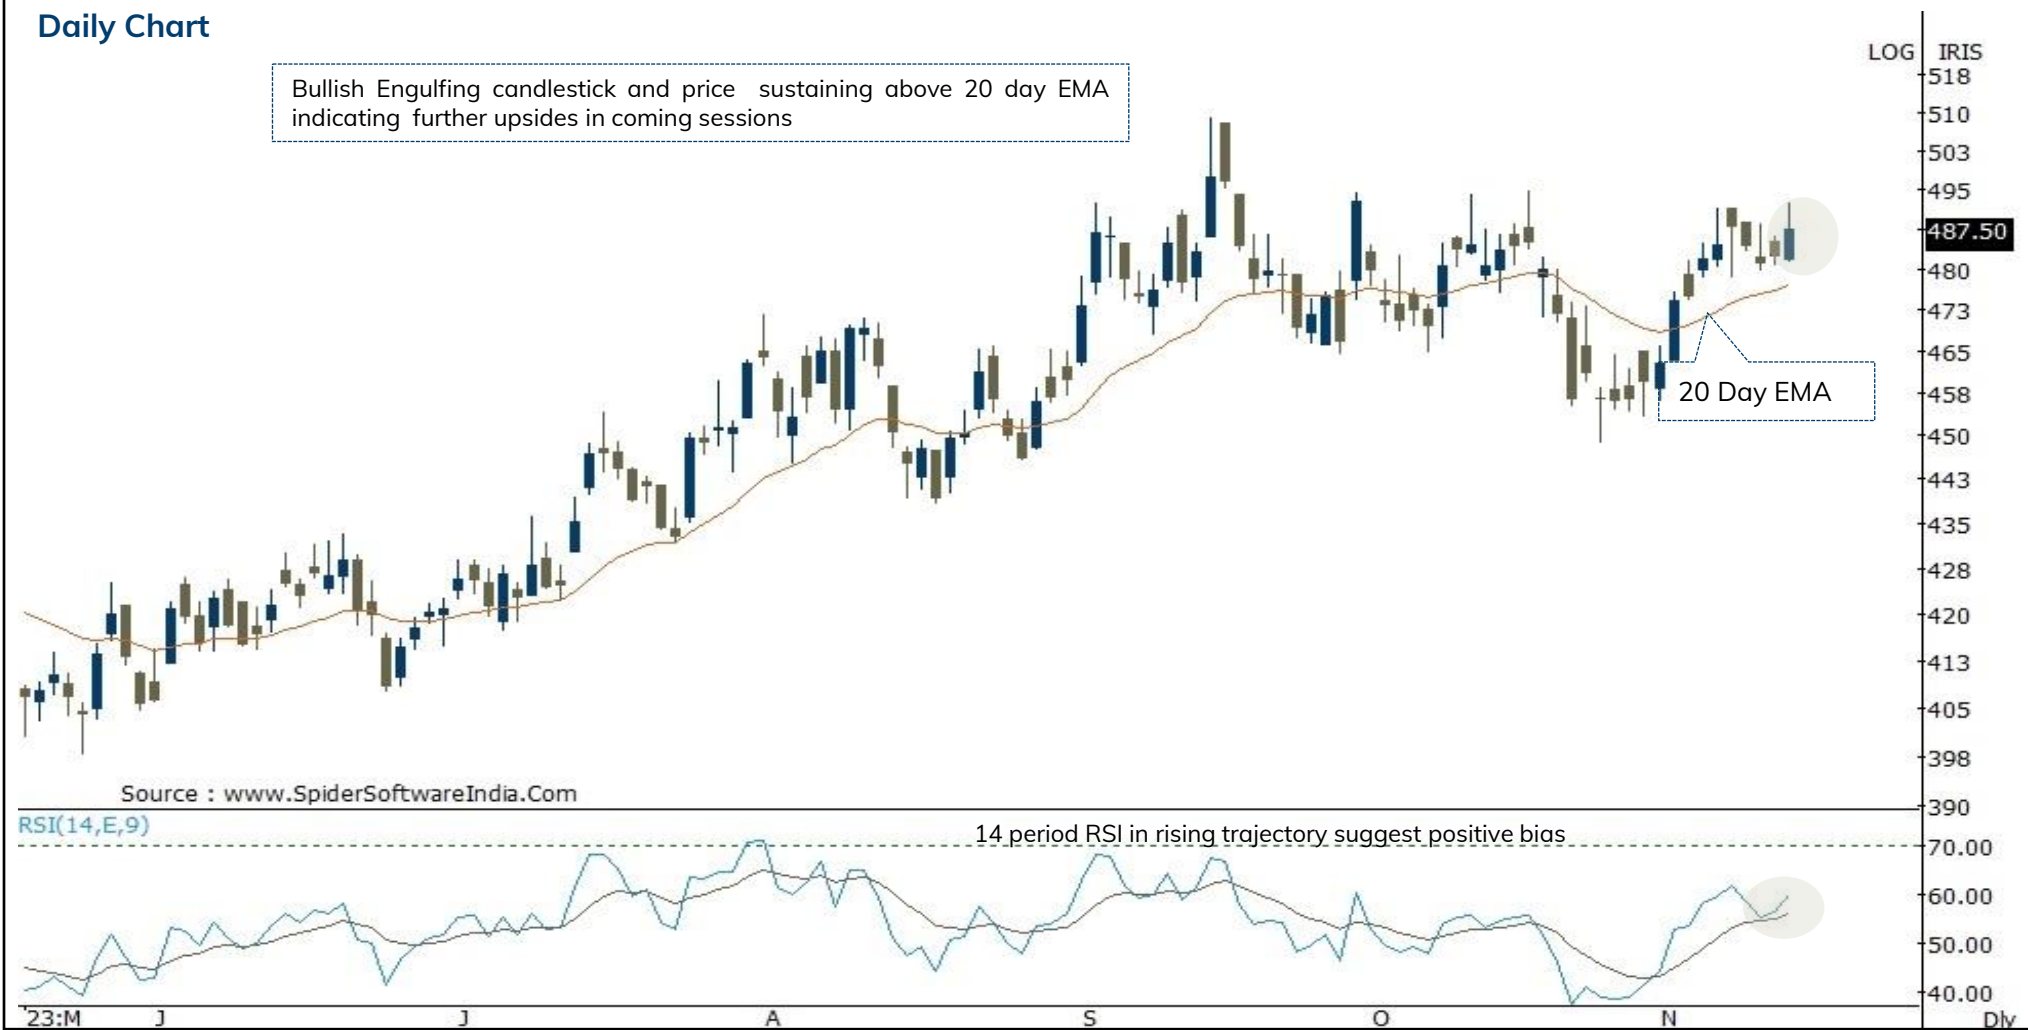 Daily Chart
LOG IRIS
Bullish Engulfing candlestick and price sustaining above 20 day EMA
indicating further upsides in coming sessions
518
510
503
495
487.50
480
473
465
458
450
443
435
428
420
413
405
398
390
20 Day EMA
Source : www.SpiderSoftwareIndia.Com
RSI(14,E,9)
14 period RSI in rising trajectory suggest positive bias
70.00
60.00
50.00
40.00
'23:M J J A S O N Dly